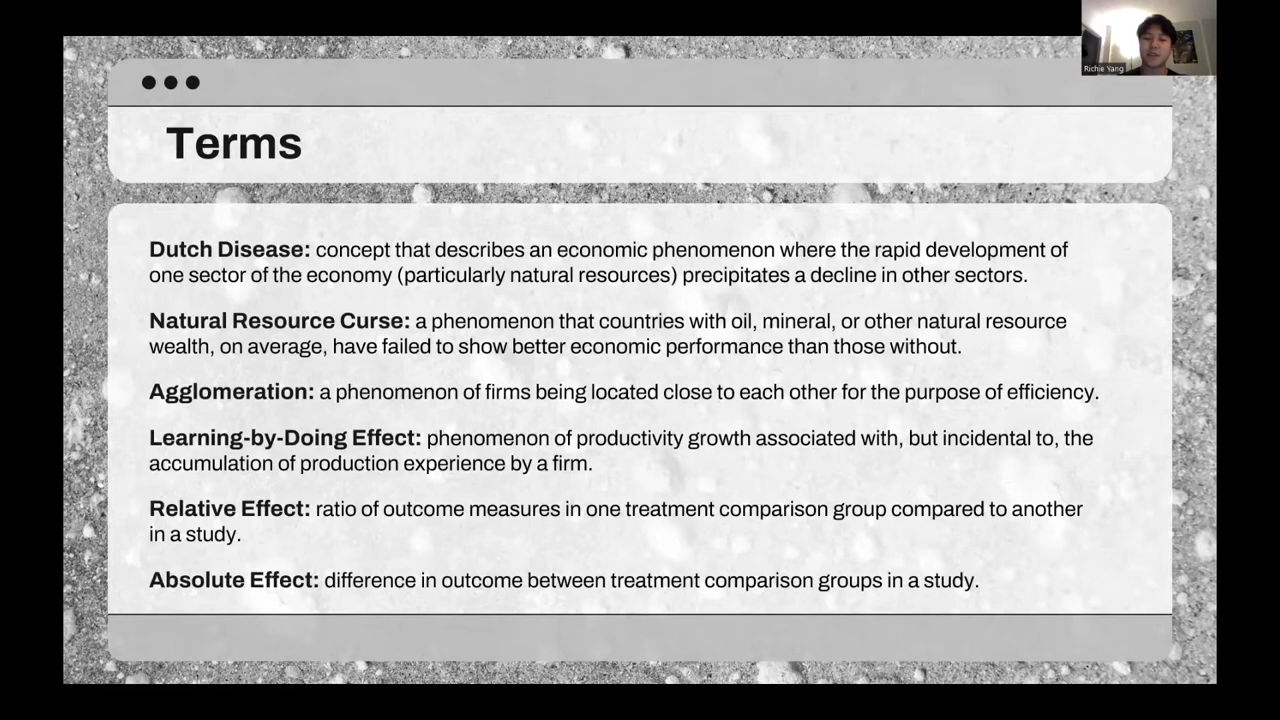 Richie Yang
Terms
Dutch Disease: concept that describes an economic phenomenon where the rapid development of
one sector of the economy (particularly natural resources) precipitates a decline in other sectors.
Natural Resource Curse: a phenomenon that countries with oil, mineral, or other natural resource
wealth, on average, have failed to show better economic performance than those without.
Agglomeration: a phenomenon of firms being located close to each other for the purpose of efficiency.
Learning-by-Doing Effect: phenomenon of productivity growth associated with, but incidental to, the
accumulation of production experience by a firm.
Relative Effect: ratio of outcome measures in one treatment comparison group compared to another
in a study.
Absolute Effect: difference in outcome between treatment comparison groups in a study.